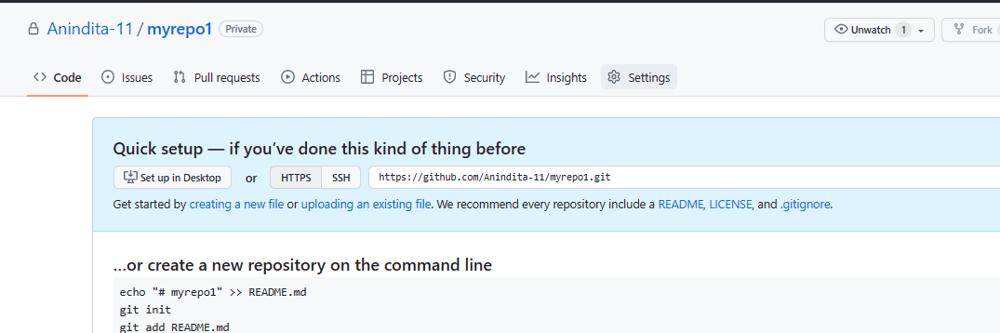 Anindita-11 / myrepo1 Private Unwatch 1 Fork
Code Issues Pull requests Actions Projects Security Insights Settings
Quick setup — if you’ve done this kind of thing before
Set up in Desktop or HTTPS SSH https://github.com/Anindita-11/myrepo1.git
Get started by creating a new file or uploading an existing file. We recommend every repository include a README, LICENSE, and .gitignore.
...or create a new repository on the command line
echo "# myrepo1" >> README.md
git init
git add README.md